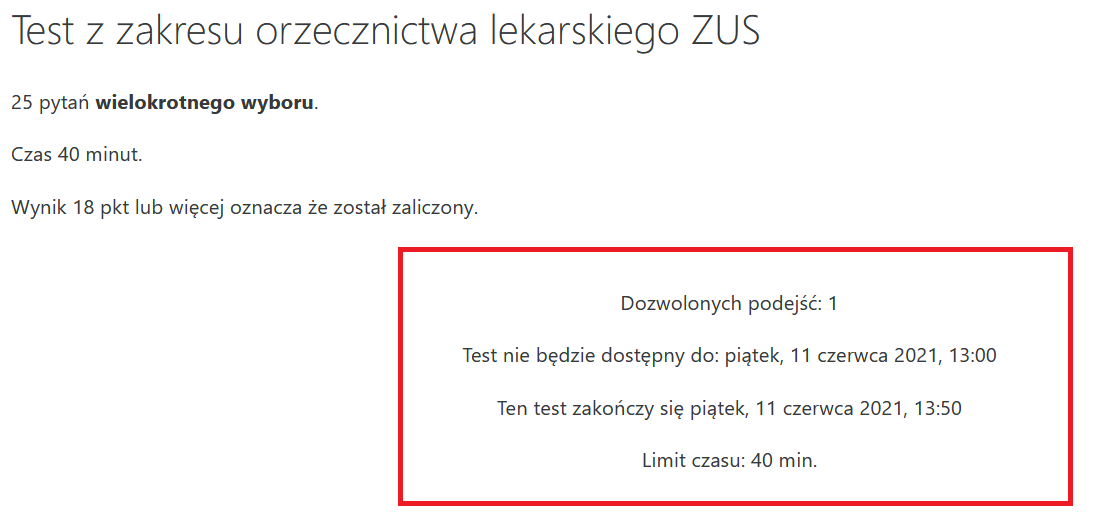 Test z zakresu orzecznictwa lekarskiego ZUS
25 pytań wielokrotnego wyboru.
Czas 40 minut.
Wynik 18 pkt lub więcej oznacza że został zaliczony.
Dozwolonych podejść: 1
Test nie będzie dostępny do: piątek, 11 czerwca 2021, 13:00
Ten test zakończy się piątek, 11 czerwca 2021, 13:50
Limit czasu: 40 min.